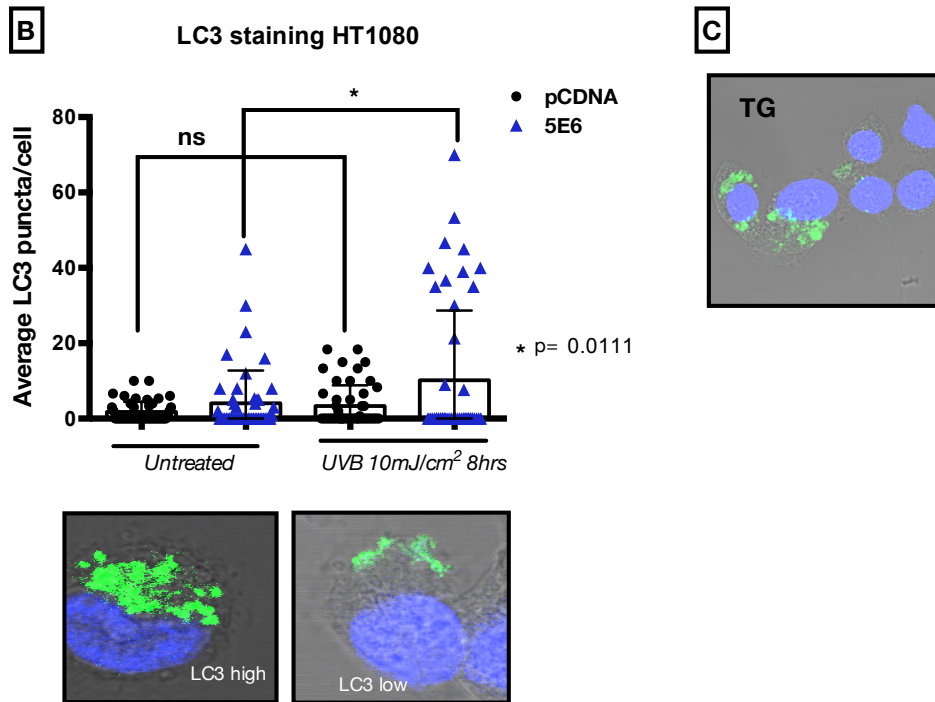 B
LC3 staining HT1080
C
Average LC3 puncta/cell
80
60
40
20
0
ns
*
pCDNA
5E6
* p= 0.0111
Untreated
UVB 10mJ/cm² 8hrs
LC3 high
LC3 low
TG